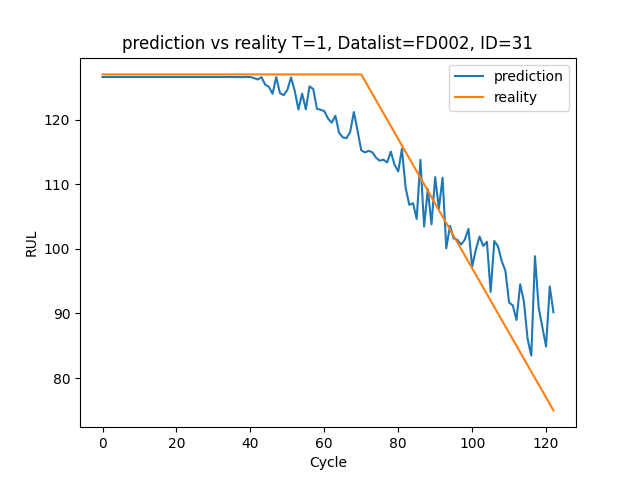 prediction vs reality T=1, Datalist=FD002, ID=31
prediction
reality
120
110
100
90
80
RUL
0 20 40 60 80 100 120
Cycle